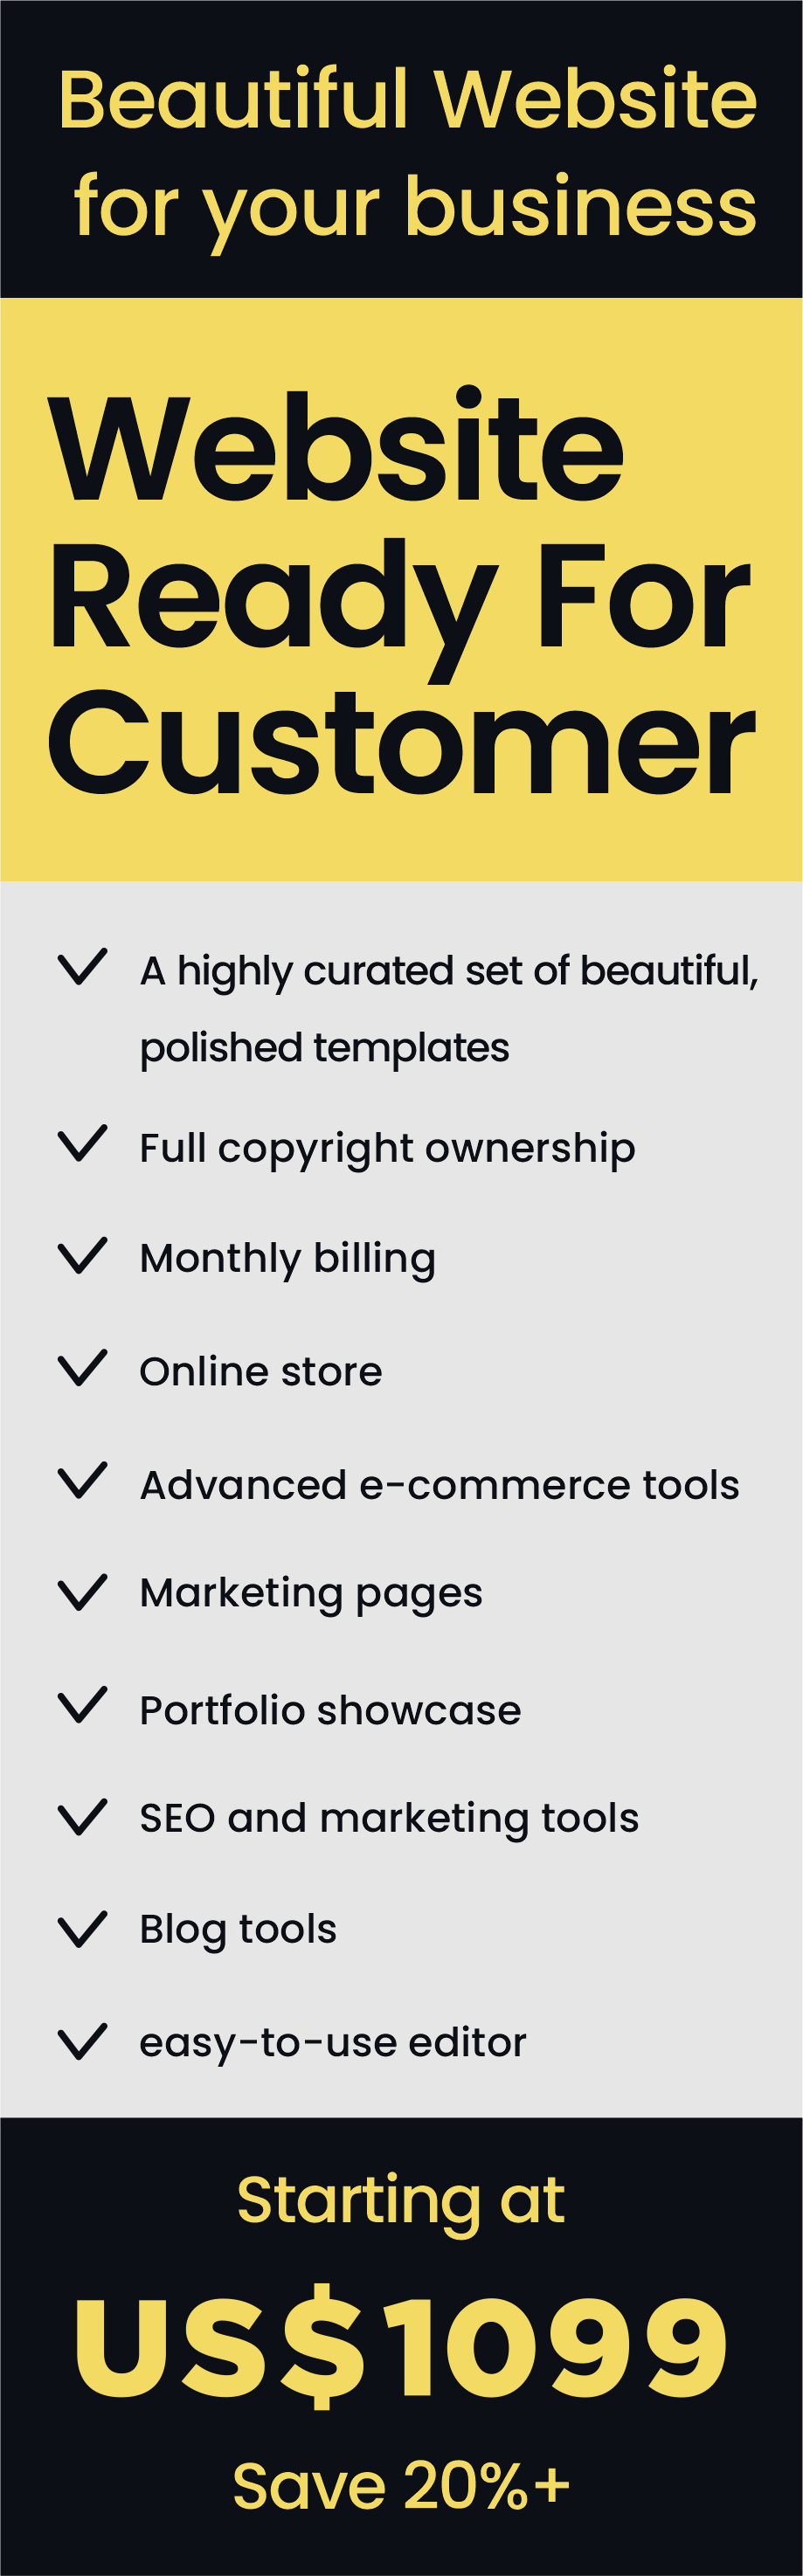 Beautiful Website
for your business
Website
Ready For
Customer
A highly curated set of beautiful,
polished templates
Full copyright ownership
Monthly billing
Online store
Advanced e-commerce tools
Marketing pages
Portfolio showcase
SEO and marketing tools
Blog tools
easy-to-use editor
Starting at
US$1099
Save 20%+